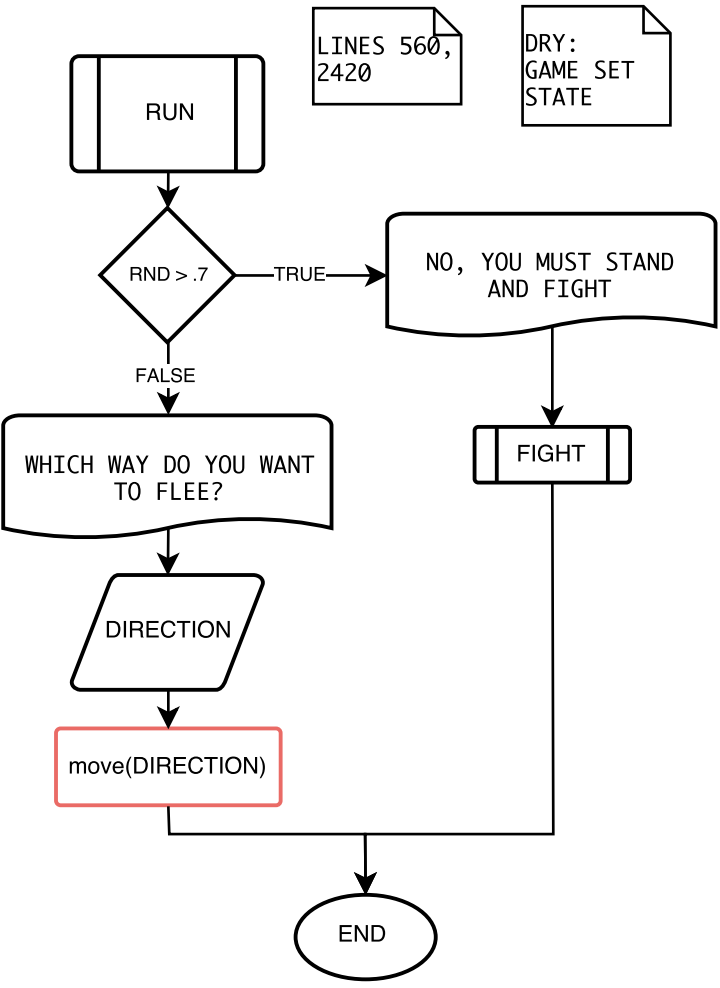 LINES 560,
2420
DRY:
GAME SET
STATE
RUN
RND > .7
TRUE
NO, YOU MUST STAND
AND FIGHT
FALSE
WHICH WAY DO YOU WANT
TO FLEE?
FIGHT
DIRECTION
move(DIRECTION)
END